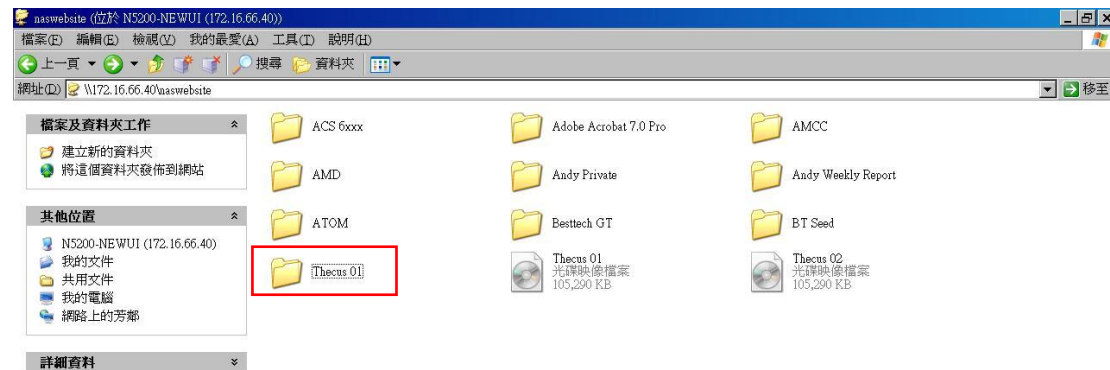 naswebsite (位於 N5200-NEWUI (172.16.66.40))
檔案(F) 編輯(E) 檢視(V) 我的最愛(A) 工具(T) 說明(H)
上一頁 搜尋 資料夾
網址(D) \\172.16.66.40\naswebsite 移至
檔案及資料夾工作
建立新的資料夾
將這個資料夾發佈到網站
其他位置
N5200-NEWUI (172.16.66.40)
我的文件
共用文件
我的電腦
網路上的芳鄰
詳細資料
ACS 6xxx
Adobe Acrobat 7.0 Pro
AMCC
AMD
Andy Private
Andy Weekly Report
ATOM
Besttech GT
BT Seed
Thecus 01
Thecus 01
光碟映像檔案
105,290 KB
Thecus 02
光碟映像檔案
105,290 KB